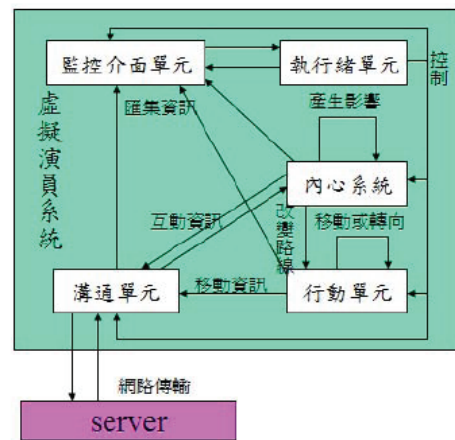 監控介面單元
執行緒單元
控制
匯集資訊
產生影響
虛擬演員系統
內心系統
互動資訊
改變路線
移動或轉向
溝通單元
移動資訊
行動單元
網路傳輸
server